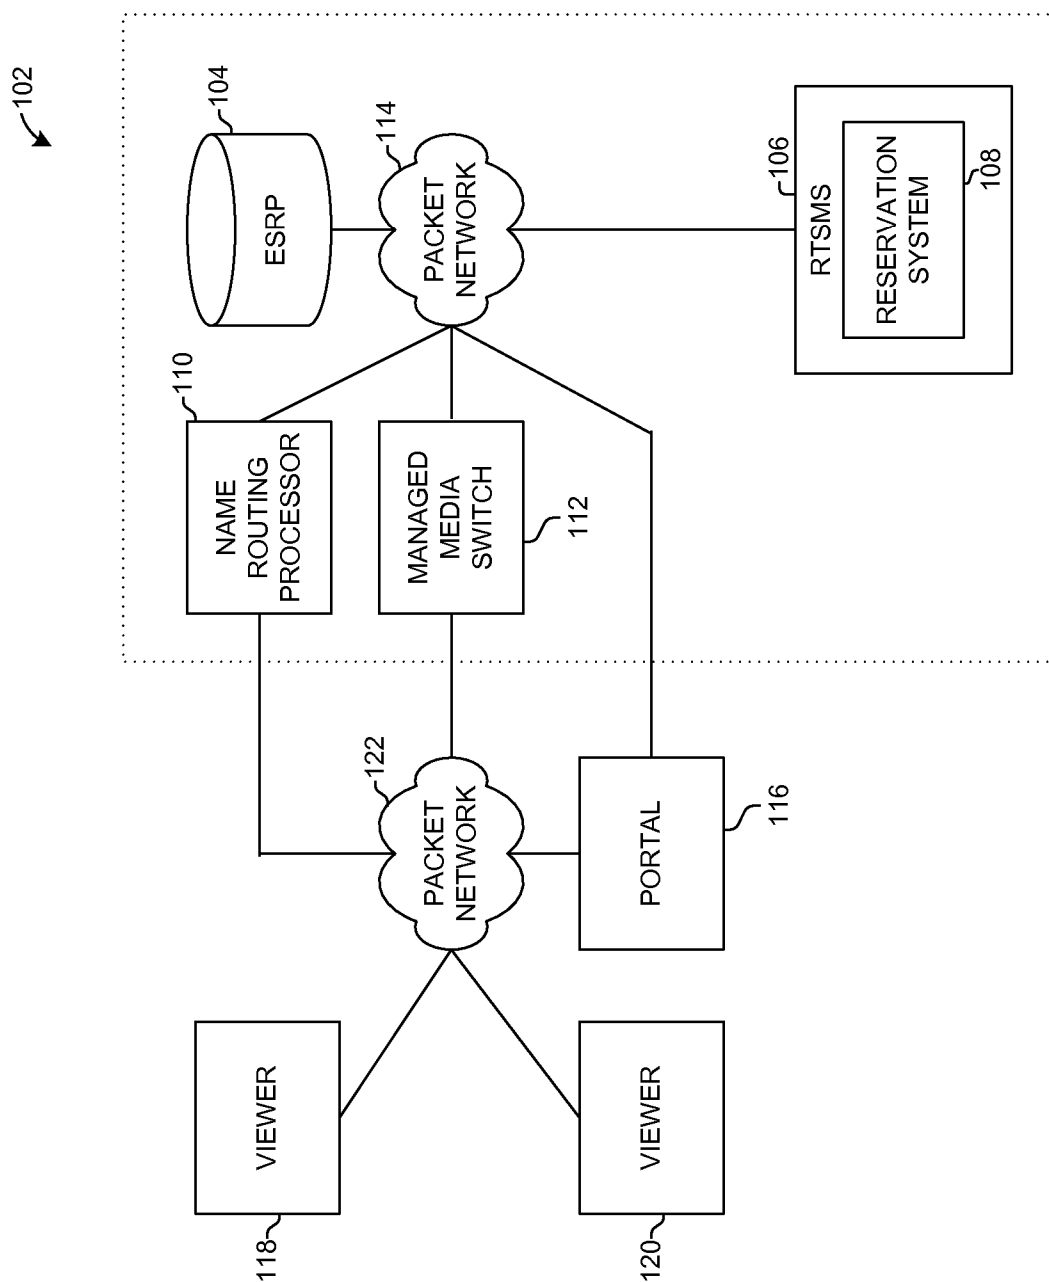 102
104
ESRP
114
PACKET
NETWORK
106
RTSMS
RESERVATION
SYSTEM
108
110
NAME
ROUTING
PROCESSOR
MANAGED
MEDIA
SWITCH
112
122
PACKET
NETWORK
PORTAL
116
VIEWER
118
VIEWER
120